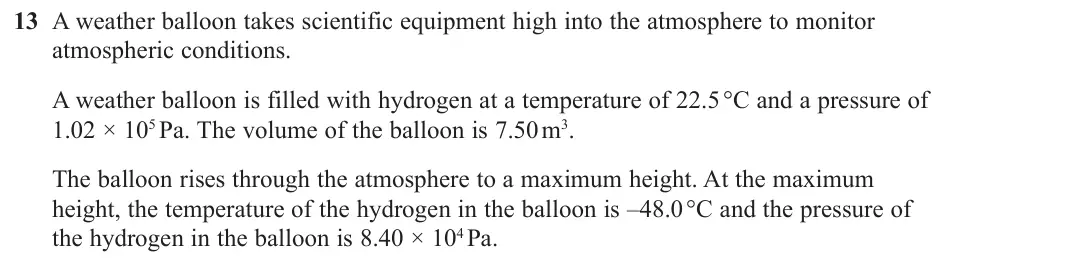 13 A weather balloon takes scientific equipment high into the atmosphere to monitor
atmospheric conditions.
A weather balloon is filled with hydrogen at a temperature of 22.5 °C and a pressure of
1.02 × 10⁵ Pa. The volume of the balloon is 7.50 m³.
The balloon rises through the atmosphere to a maximum height. At the maximum
height, the temperature of the hydrogen in the balloon is –48.0 °C and the pressure of
the hydrogen in the balloon is 8.40 × 10⁴ Pa.